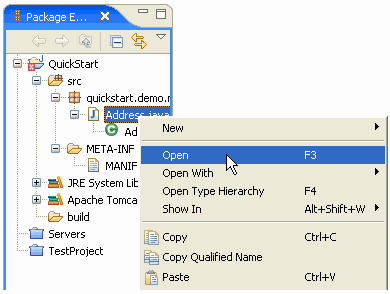 Package E...
QuickStart
src
quickstart.demo.r
Address.java
Ad
META-INF
MANIF
JRE System Lib
Apache Tomca
build
Servers
TestProject
New
Open F3
Open With
Open Type Hierarchy F4
Show In Alt+Shift+W
Copy Ctrl+C
Copy Qualified Name
Paste Ctrl+V